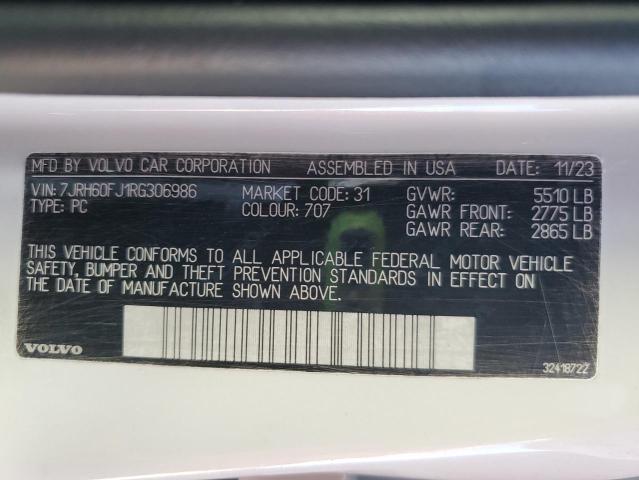 MFD BY VOLVO CAR CORPORATION ASSEMBLED IN USA DATE: 11/23
VIN: 7JRH60FJ1RG306986 MARKET CODE: 31 GVWR: 5510 LB
TYPE: PC COLOUR: 707 GAWR FRONT: 2775 LB
GAWR REAR: 2865 LB
THIS VEHICLE CONFORMS TO ALL APPLICABLE FEDERAL MOTOR VEHICLE
SAFETY, BUMPER AND THEFT PREVENTION STANDARDS IN EFFECT ON
THE DATE OF MANUFACTURE SHOWN ABOVE.
VOLVO 32418722